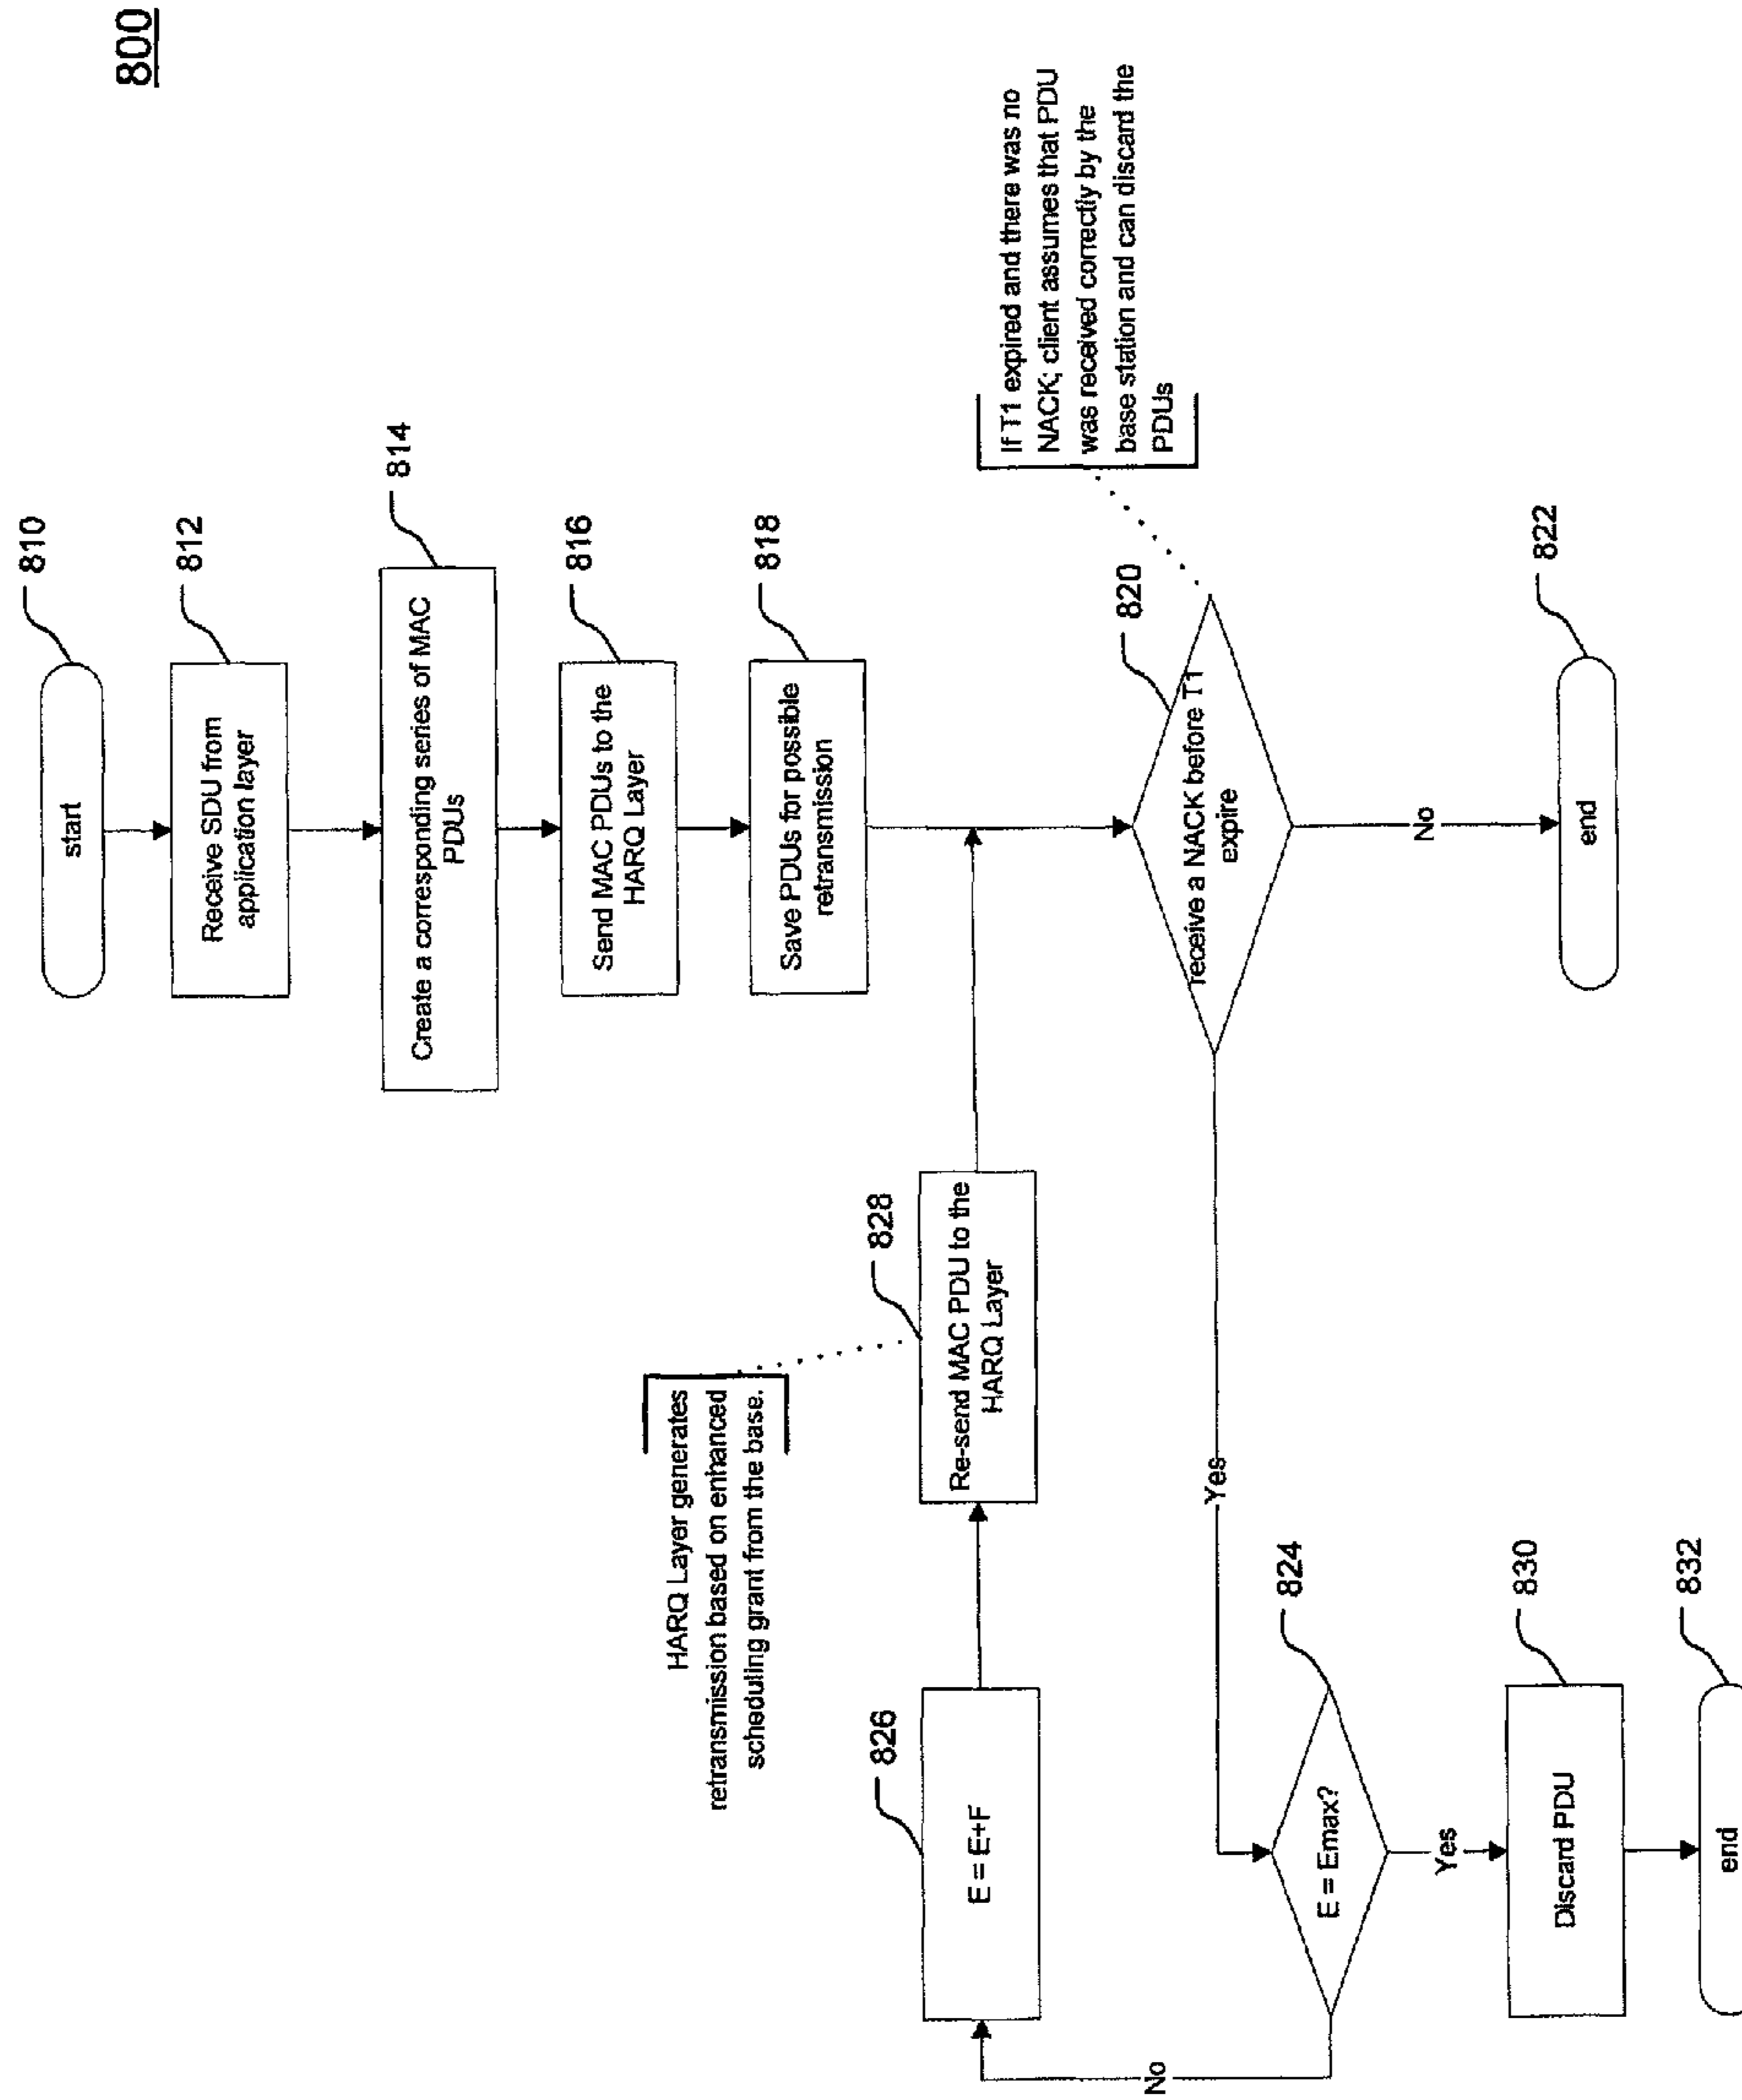 800
start
810
Receive SDU from
application layer
812
Create a corresponding series of MAC
PDUs
814
Send MAC PDUs to the
HARQ Layer
816
Save PDUs for possible
retransmission
818
HARQ Layer generates
retransmission based on enhanced
scheduling grant from the base.
E = E+F
826
Re-send MAC PDU to the
HARQ Layer
828
receive a NACK before T1
expire
820
If T1 expired and there was no
NACK; client assumes that PDU
was received correctly by the
base station and can discard the
PDUs
No
Yes
E = Emax?
824
No
Yes
end
822
Discard PDU
830
end
832